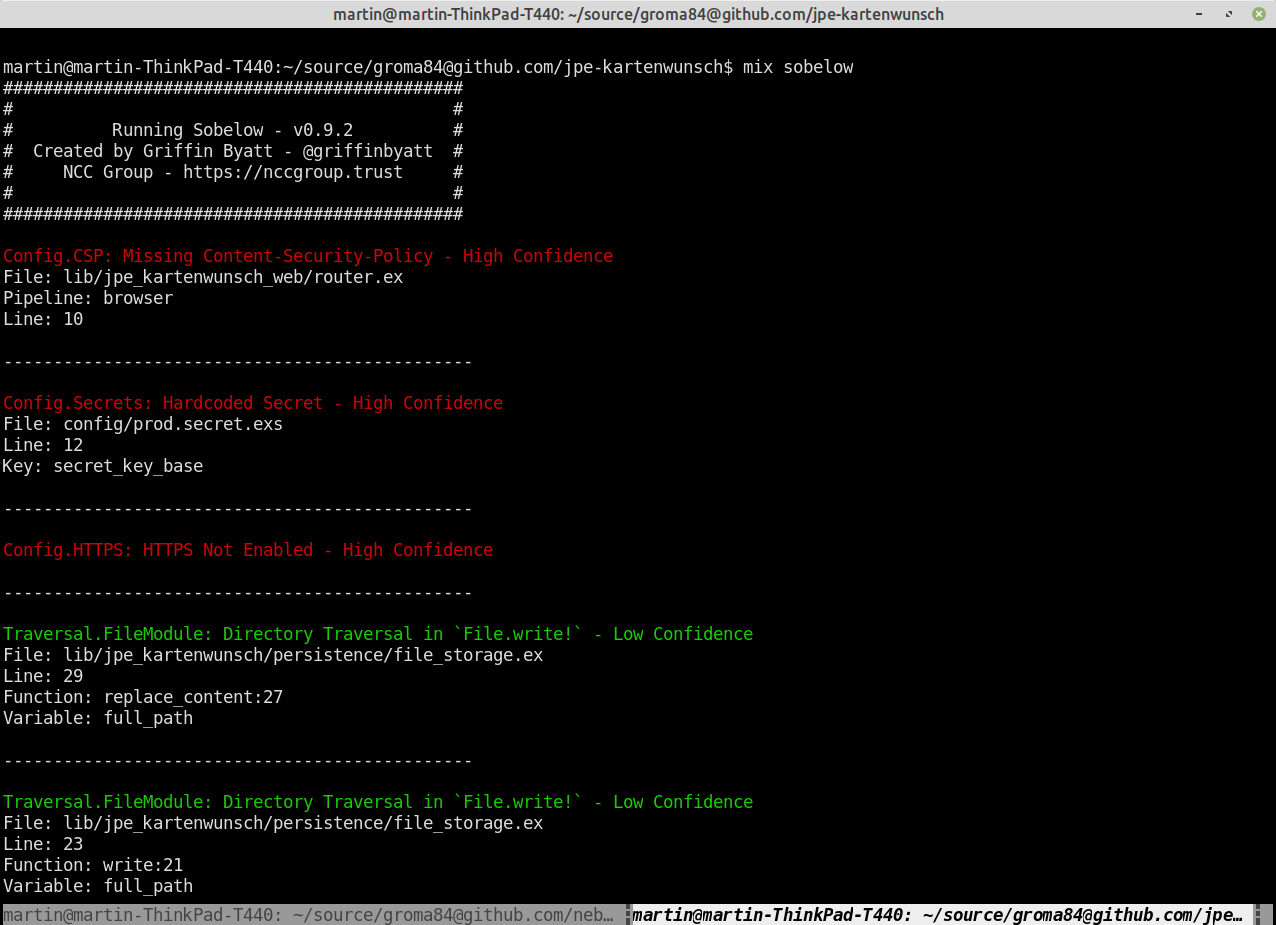 martin@martin-ThinkPad-T440: ~/source/groma84@github.com/jpe-kartenwunsch
martin@martin-ThinkPad-T440:~/source/groma84@github.com/jpe-kartenwunsch$ mix sobelow
##############################################
#                                            #
#          Running Sobelow - v0.9.2          #
#  Created by Griffin Byatt - @griffinbyatt  #
#     NCC Group - https://nccgroup.trust     #
#                                            #
##############################################
Config.CSP: Missing Content-Security-Policy - High Confidence
File: lib/jpe_kartenwunsch_web/router.ex
Pipeline: browser
Line: 10
-----------------------------------------------
Config.Secrets: Hardcoded Secret - High Confidence
File: config/prod.secret.exs
Line: 12
Key: secret_key_base
-----------------------------------------------
Config.HTTPS: HTTPS Not Enabled - High Confidence
-----------------------------------------------
Traversal.FileModule: Directory Traversal in `File.write!` - Low Confidence
File: lib/jpe_kartenwunsch/persistence/file_storage.ex
Line: 29
Function: replace_content:27
Variable: full_path
-----------------------------------------------
Traversal.FileModule: Directory Traversal in `File.write!` - Low Confidence
File: lib/jpe_kartenwunsch/persistence/file_storage.ex
Line: 23
Function: write:21
Variable: full_path
martin@martin-ThinkPad-T440: ~/source/groma84@github.com/neb…
martin@martin-ThinkPad-T440: ~/source/groma84@github.com/jpe…